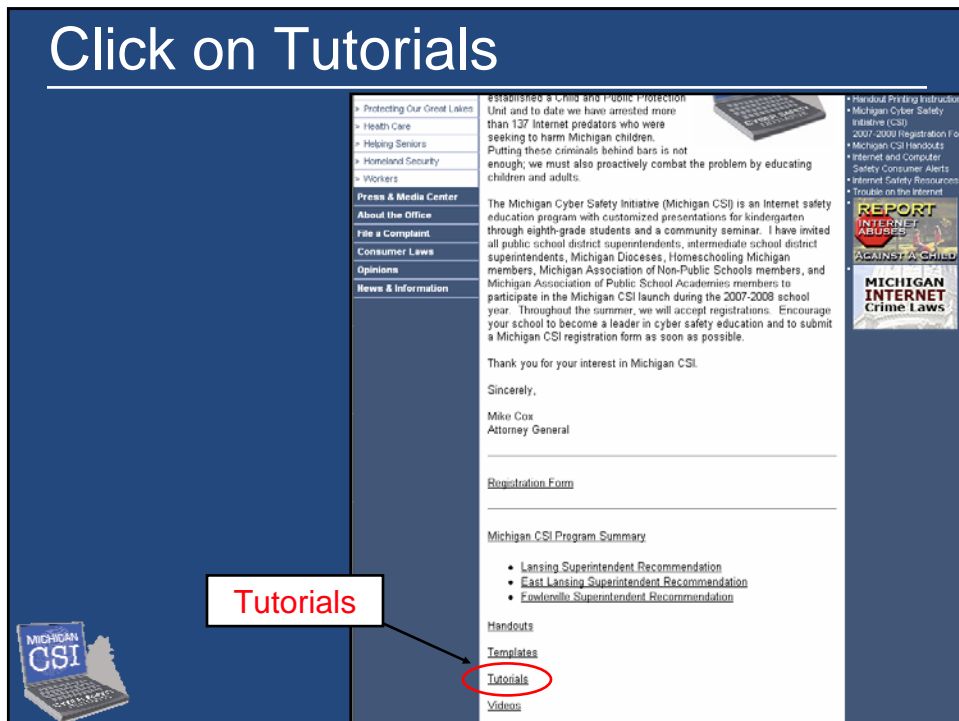 Click on Tutorials
> Protecting Our Great Lakes
> Health Care
> Helping Seniors
> Homeland Security
> Workers
Press & Media Center
About the Office
File a Complaint
Consumer Laws
Opinions
News & Information
established a Child and Public Protection
Unit and to date we have arrested more
than 137 Internet predators who were
seeking to harm Michigan children.
Putting these criminals behind bars is not
enough; we must also proactively combat the problem by educating
children and adults.
The Michigan Cyber Safety Initiative (Michigan CSI) is an Internet safety
education program with customized presentations for kindergarten
through eighth-grade students and a community seminar. I have invited
all public school district superintendents, intermediate school district
superintendents, Michigan Dioceses, Homeschooling Michigan
members, Michigan Association of Non-Public Schools members, and
Michigan Association of Public School Academies members to
participate in the Michigan CSI launch during the 2007-2008 school
year. Throughout the summer, we will accept registrations. Encourage
your school to become a leader in cyber safety education and to submit
a Michigan CSI registration form as soon as possible.
Thank you for your interest in Michigan CSI.
Sincerely,
Mike Cox
Attorney General
Registration Form
Michigan CSI Program Summary
• Lansing Superintendent Recommendation
• East Lansing Superintendent Recommendation
• Fowlerville Superintendent Recommendation
Handouts
Templates
Tutorials
Videos
• Handout Printing Instruction
• Michigan Cyber Safety
Initiative (CSI)
2007-2008 Registration Fo
• Michigan CSI Handouts
• Internet and Computer
Safety Consumer Alerts
• Internet Safety Resources
• Trouble on the Internet
REPORT
INTERNET
ABUSES
AGAINST A CHILD
MICHIGAN
INTERNET
Crime Laws
Tutorials
MICHIGAN
CSI